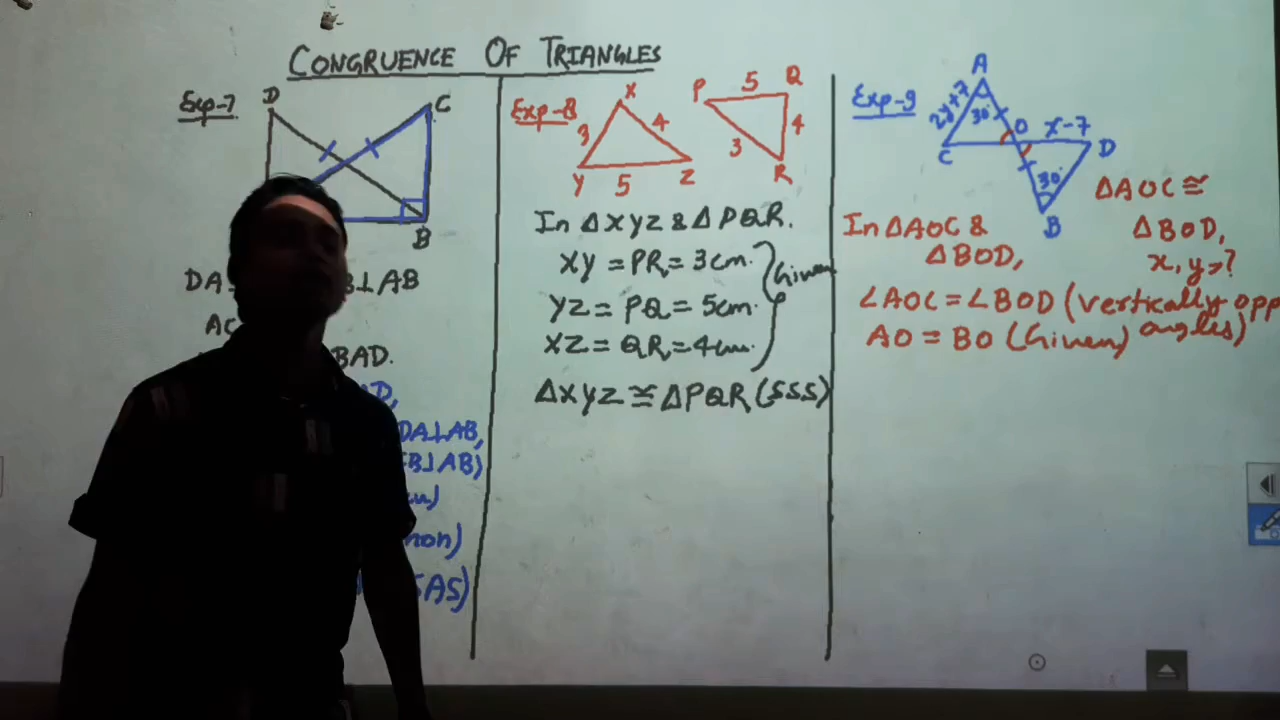 CONGRUENCE OF TRIANGLES
Exp-7
D
C
B
DA
⊥AB
AC
BAD.
AD,
DA⊥AB,
B⊥AB)
mon)
SAS)
Exp-8
X
3
4
Y
5
Z
P
5
Q
3
4
R
In ΔXYZ & ΔPQR.
XY = PR = 3cm.
YZ = PQ = 5cm.
XZ = QR = 4cm.
} Given
ΔXYZ ≅ ΔPQR (SSS)
Exp-9
A
2y+7
30°
O
x-7
C
D
30°
B
ΔAOC ≅
ΔBOD,
x, y = ?
In ΔAOC &
ΔBOD,
∠AOC = ∠BOD (vertically opp
angles)
AO = BO (Given)